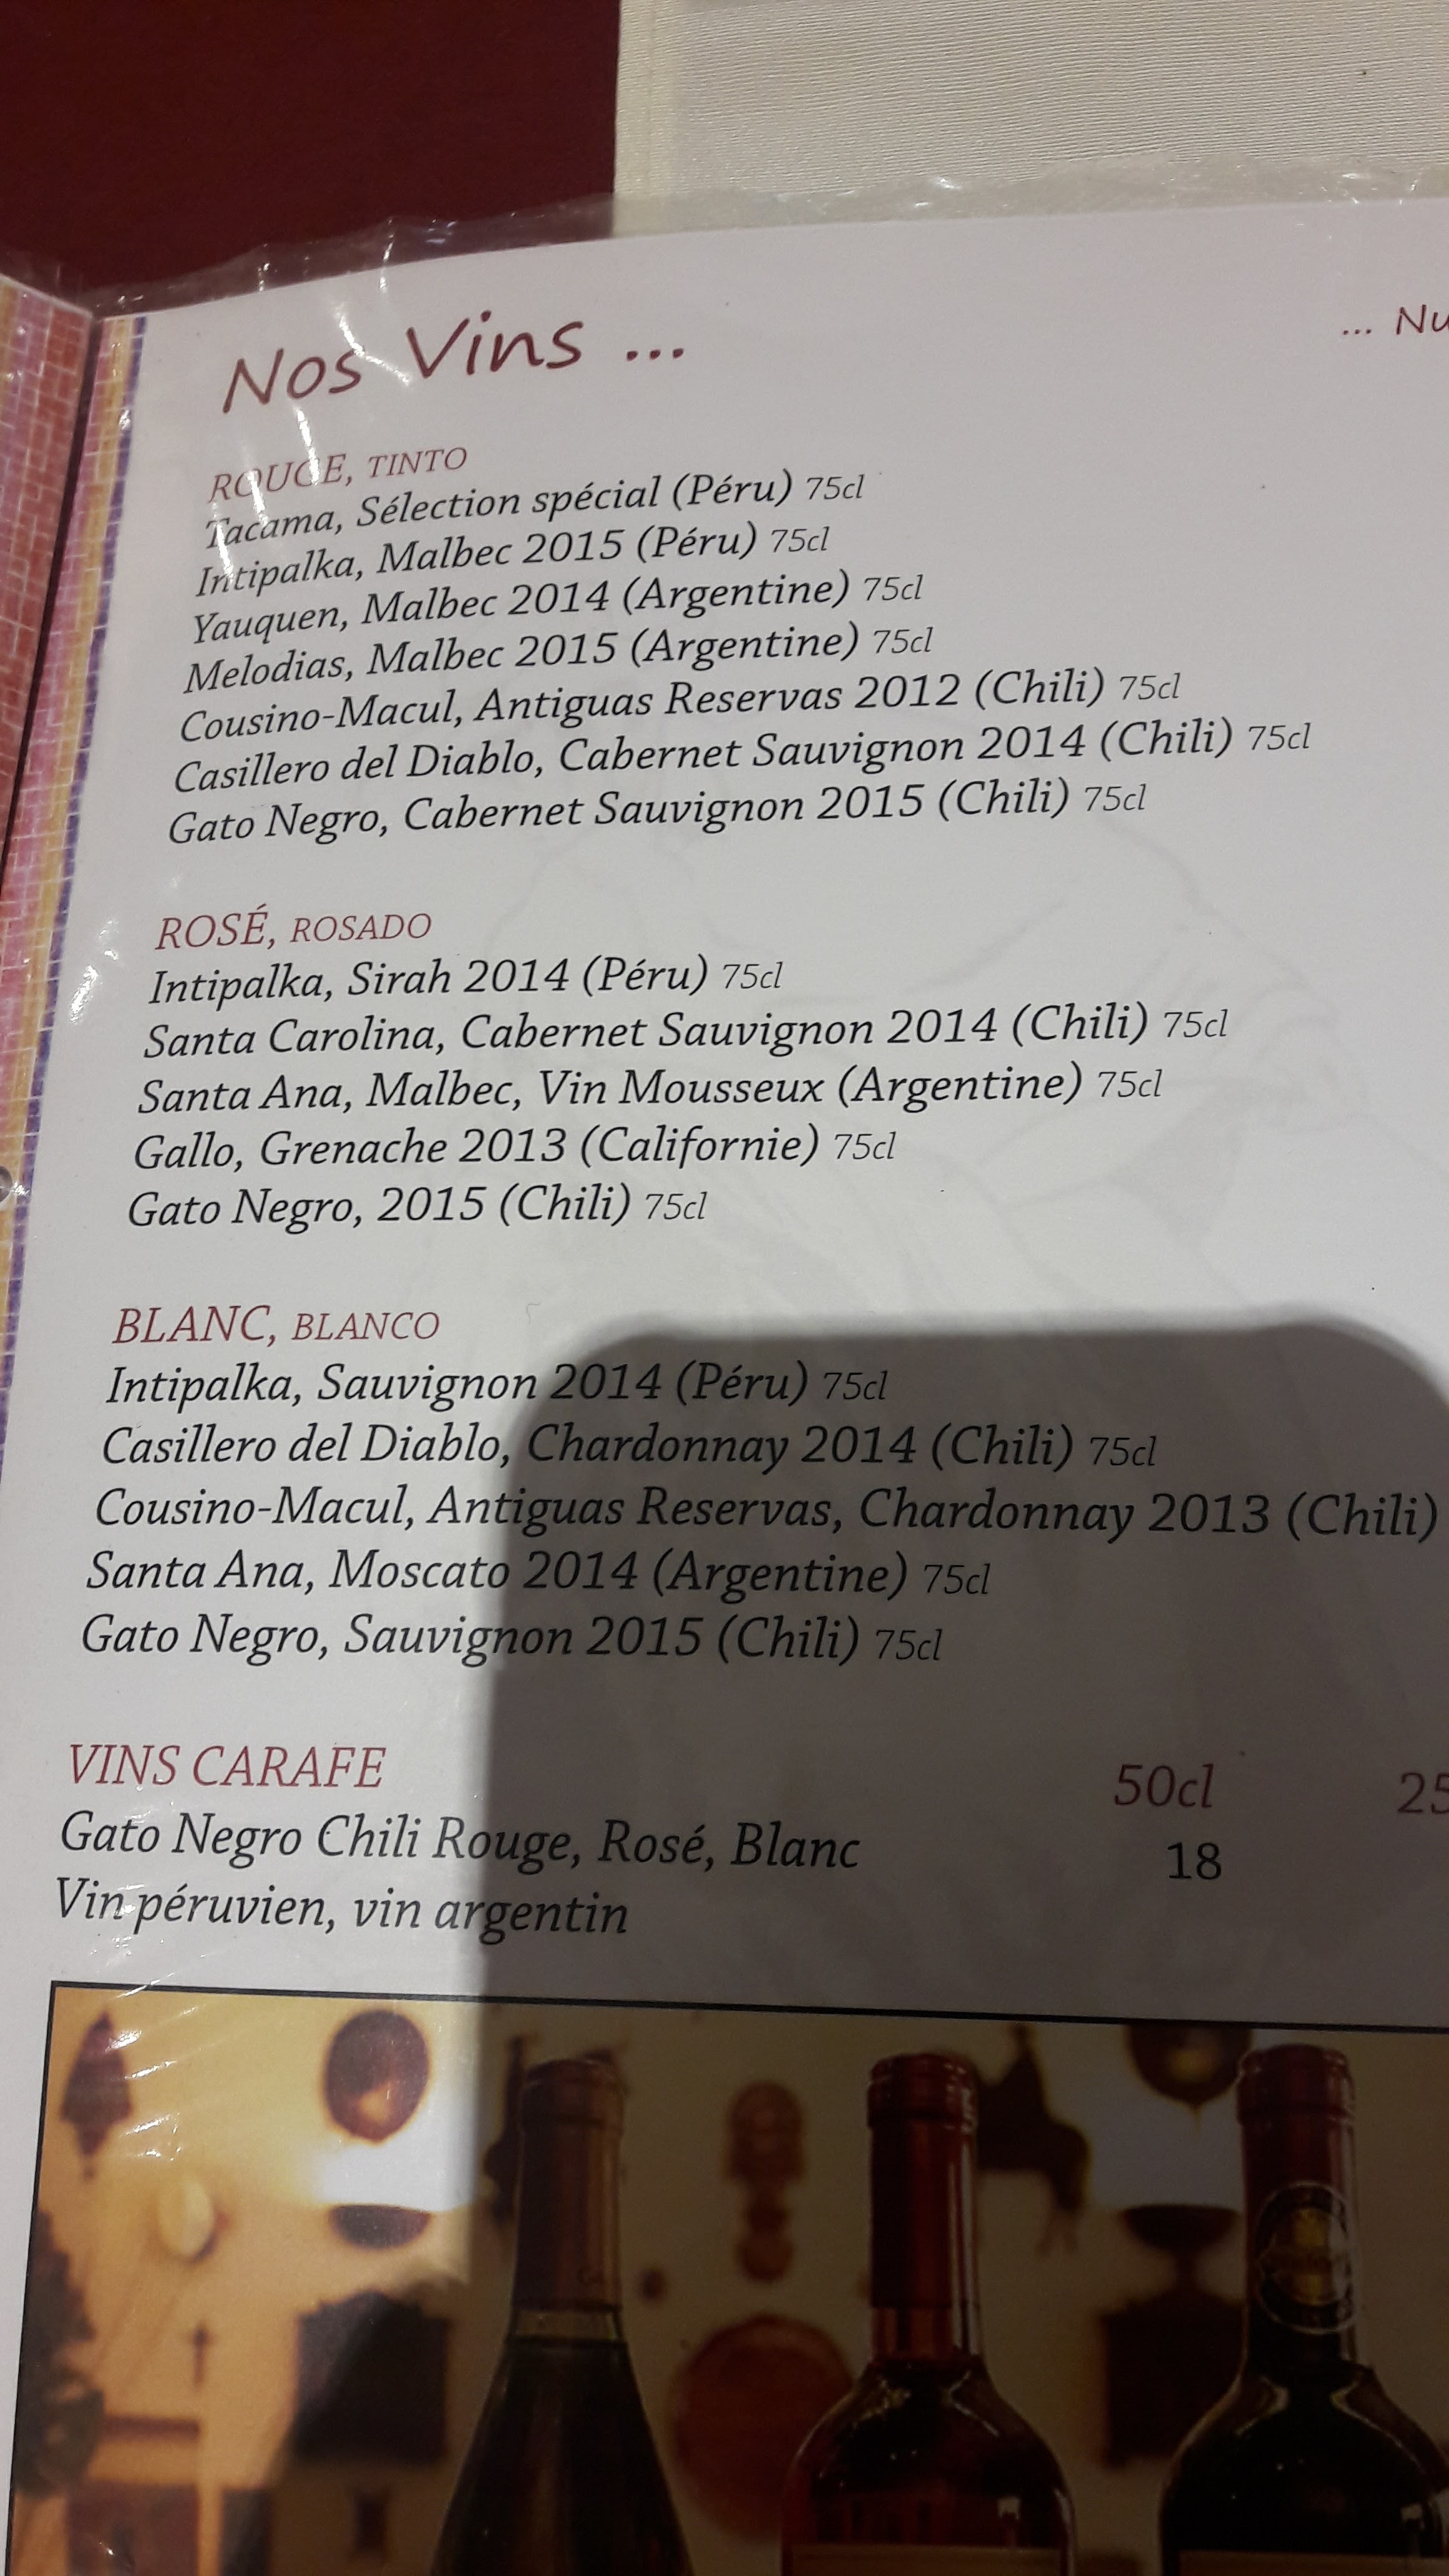 Nos Vins ...
... Nu
ROUGE, TINTO
Tacama, Sélection spécial (Péru) 75cl
Intipalka, Malbec 2015 (Péru) 75cl
Yauquen, Malbec 2014 (Argentine) 75cl
Melodias, Malbec 2015 (Argentine) 75cl
Cousino-Macul, Antiguas Reservas 2012 (Chili) 75cl
Casillero del Diablo, Cabernet Sauvignon 2014 (Chili) 75cl
Gato Negro, Cabernet Sauvignon 2015 (Chili) 75cl
ROSÉ, ROSADO
Intipalka, Sirah 2014 (Péru) 75cl
Santa Carolina, Cabernet Sauvignon 2014 (Chili) 75cl
Santa Ana, Malbec, Vin Mousseux (Argentine) 75cl
Gallo, Grenache 2013 (Californie) 75cl
Gato Negro, 2015 (Chili) 75cl
BLANC, BLANCO
Intipalka, Sauvignon 2014 (Péru) 75cl
Casillero del Diablo, Chardonnay 2014 (Chili) 75cl
Cousino-Macul, Antiguas Reservas, Chardonnay 2013 (Chili)
Santa Ana, Moscato 2014 (Argentine) 75cl
Gato Negro, Sauvignon 2015 (Chili) 75cl
VINS CARAFE 50cl 25
Gato Negro Chili Rouge, Rosé, Blanc 18
Vin péruvien, vin argentin